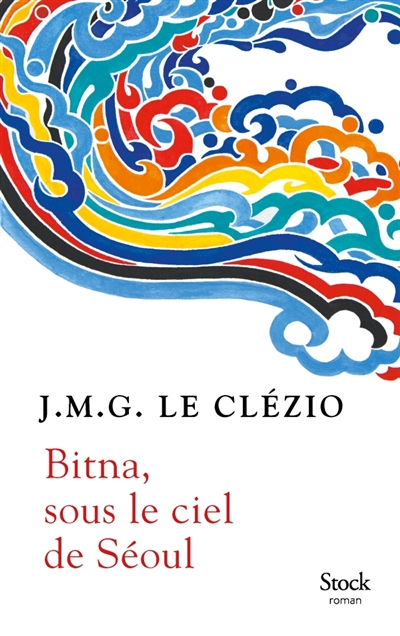 J.M.G. LE CLÉZIO
Bitna,
sous le ciel
de Séoul
Stock
roman